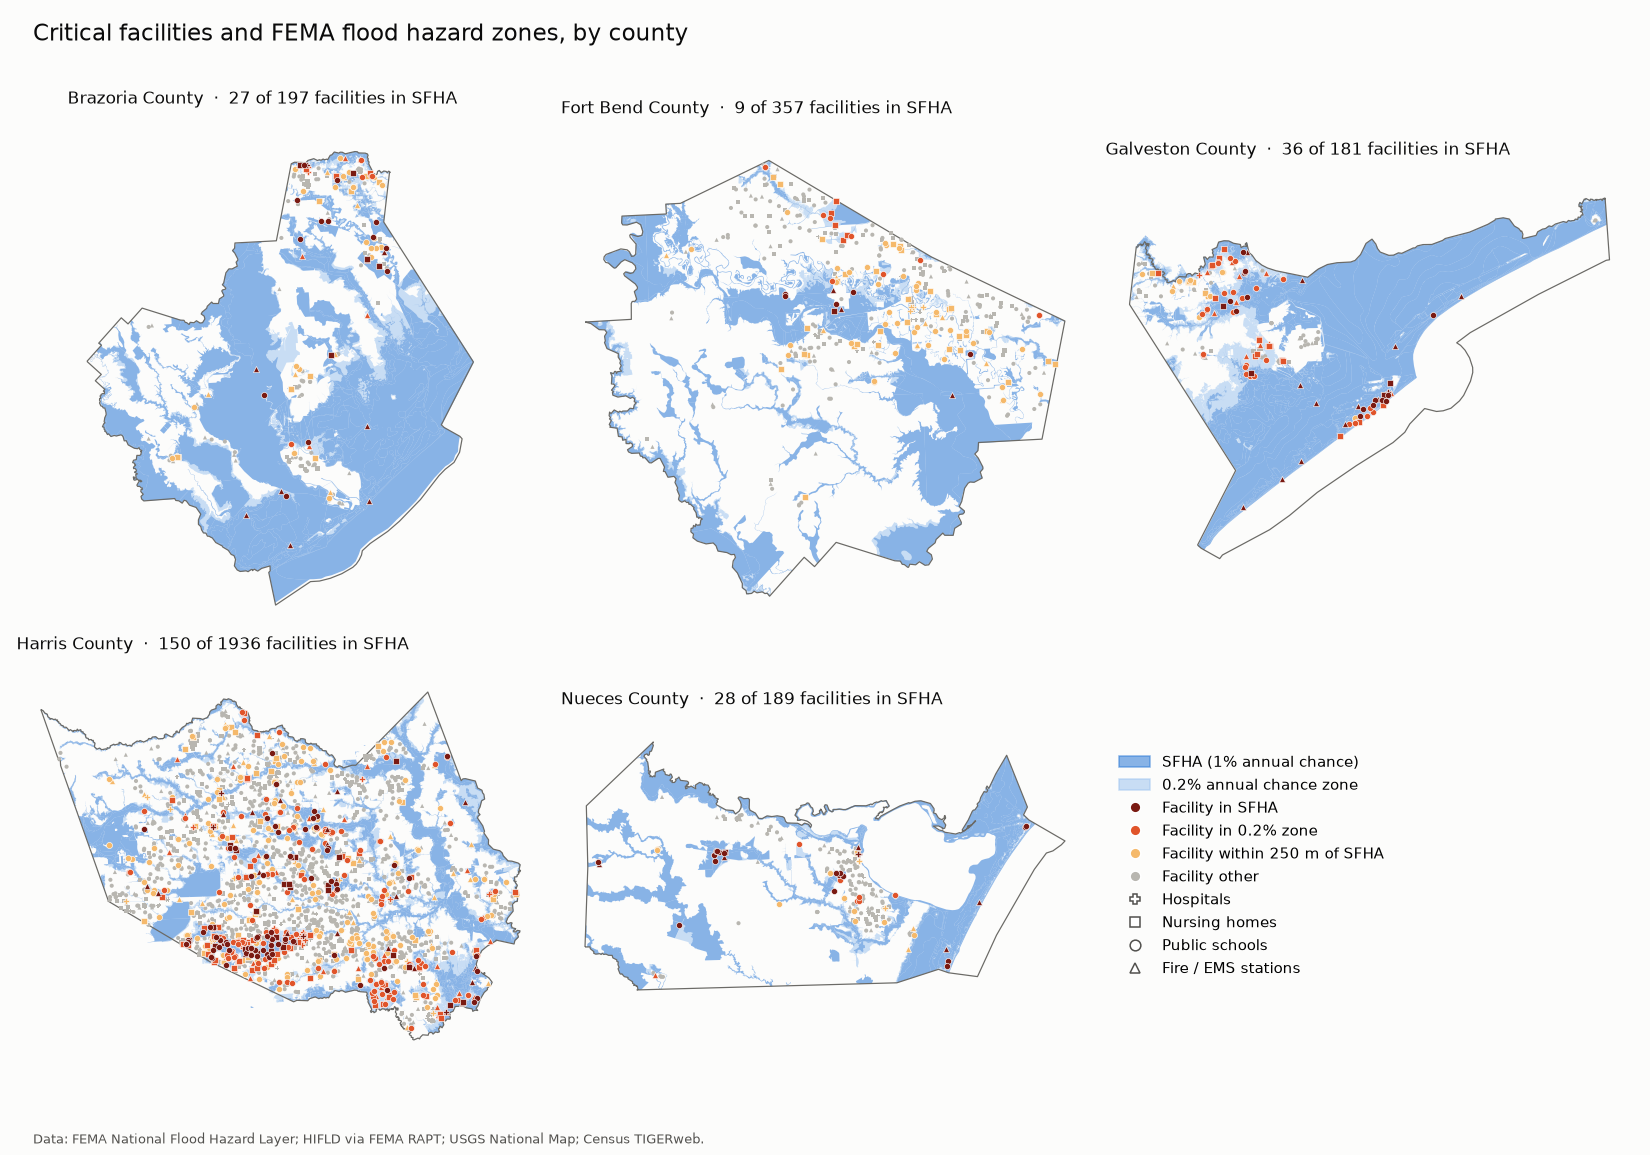 Critical facilities and FEMA flood hazard zones, by county
Brazoria County · 27 of 197 facilities in SFHA
Fort Bend County · 9 of 357 facilities in SFHA
Galveston County · 36 of 181 facilities in SFHA
Harris County · 150 of 1936 facilities in SFHA
Nueces County · 28 of 189 facilities in SFHA
SFHA (1% annual chance)
0.2% annual chance zone
Facility in SFHA
Facility in 0.2% zone
Facility within 250 m of SFHA
Facility other
Hospitals
Nursing homes
Public schools
Fire / EMS stations
Data: FEMA National Flood Hazard Layer; HIFLD via FEMA RAPT; USGS National Map; Census TIGERweb.